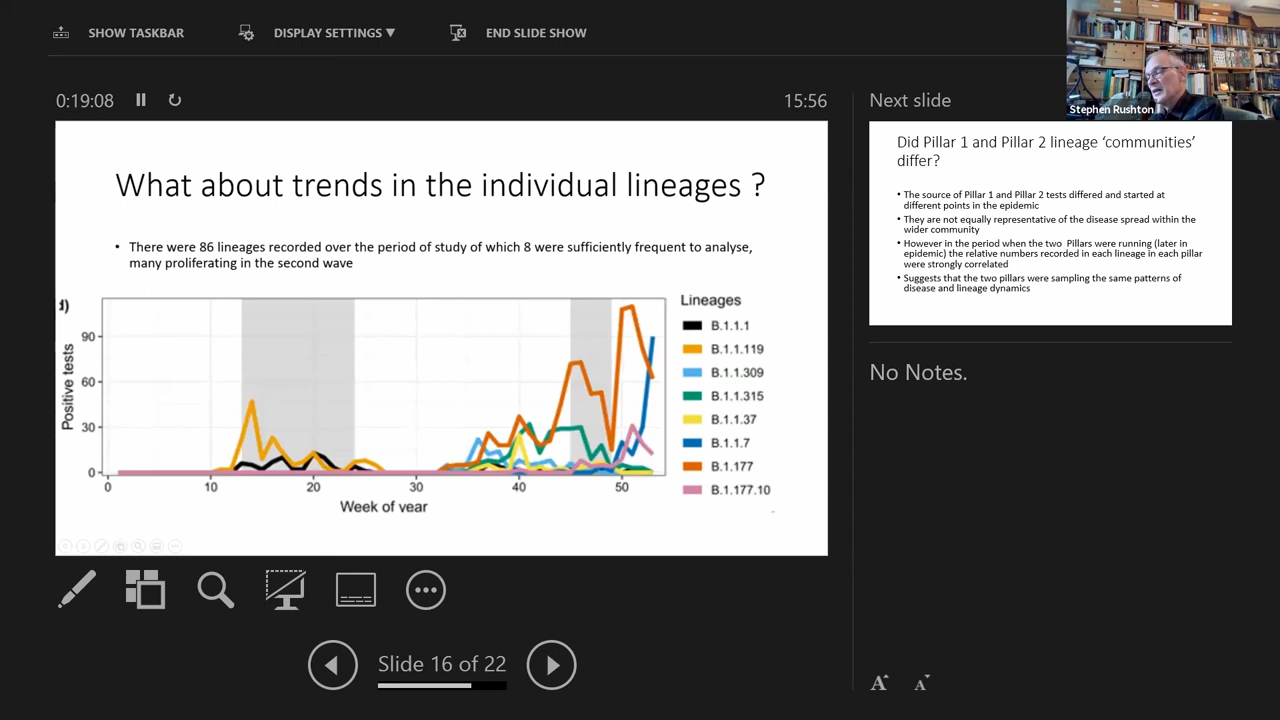 SHOW TASKBAR
DISPLAY SETTINGS ▼
END SLIDE SHOW
Stephen Rushton
0:19:08
15:56
What about trends in the individual lineages ?
• There were 86 lineages recorded over the period of study of which 8 were sufficiently frequent to analyse,
many proliferating in the second wave
d)
Positive tests
90
60
30
0
0 10 20 30 40 50
Week of year
Lineages
B.1.1.1
B.1.1.119
B.1.1.309
B.1.1.315
B.1.1.37
B.1.1.7
B.1.177
B.1.177.10
Slide 16 of 22
Next slide
Did Pillar 1 and Pillar 2 lineage ‘communities’
differ?
• The source of Pillar 1 and Pillar 2 tests differed and started at
different points in the epidemic
• They are not equally representative of the disease spread within the
wider community
• However in the period when the two Pillars were running (later in
epidemic) the relative numbers recorded in each lineage in each pillar
were strongly correlated
• Suggests that the two pillars were sampling the same patterns of
disease and lineage dynamics
No Notes.
A A